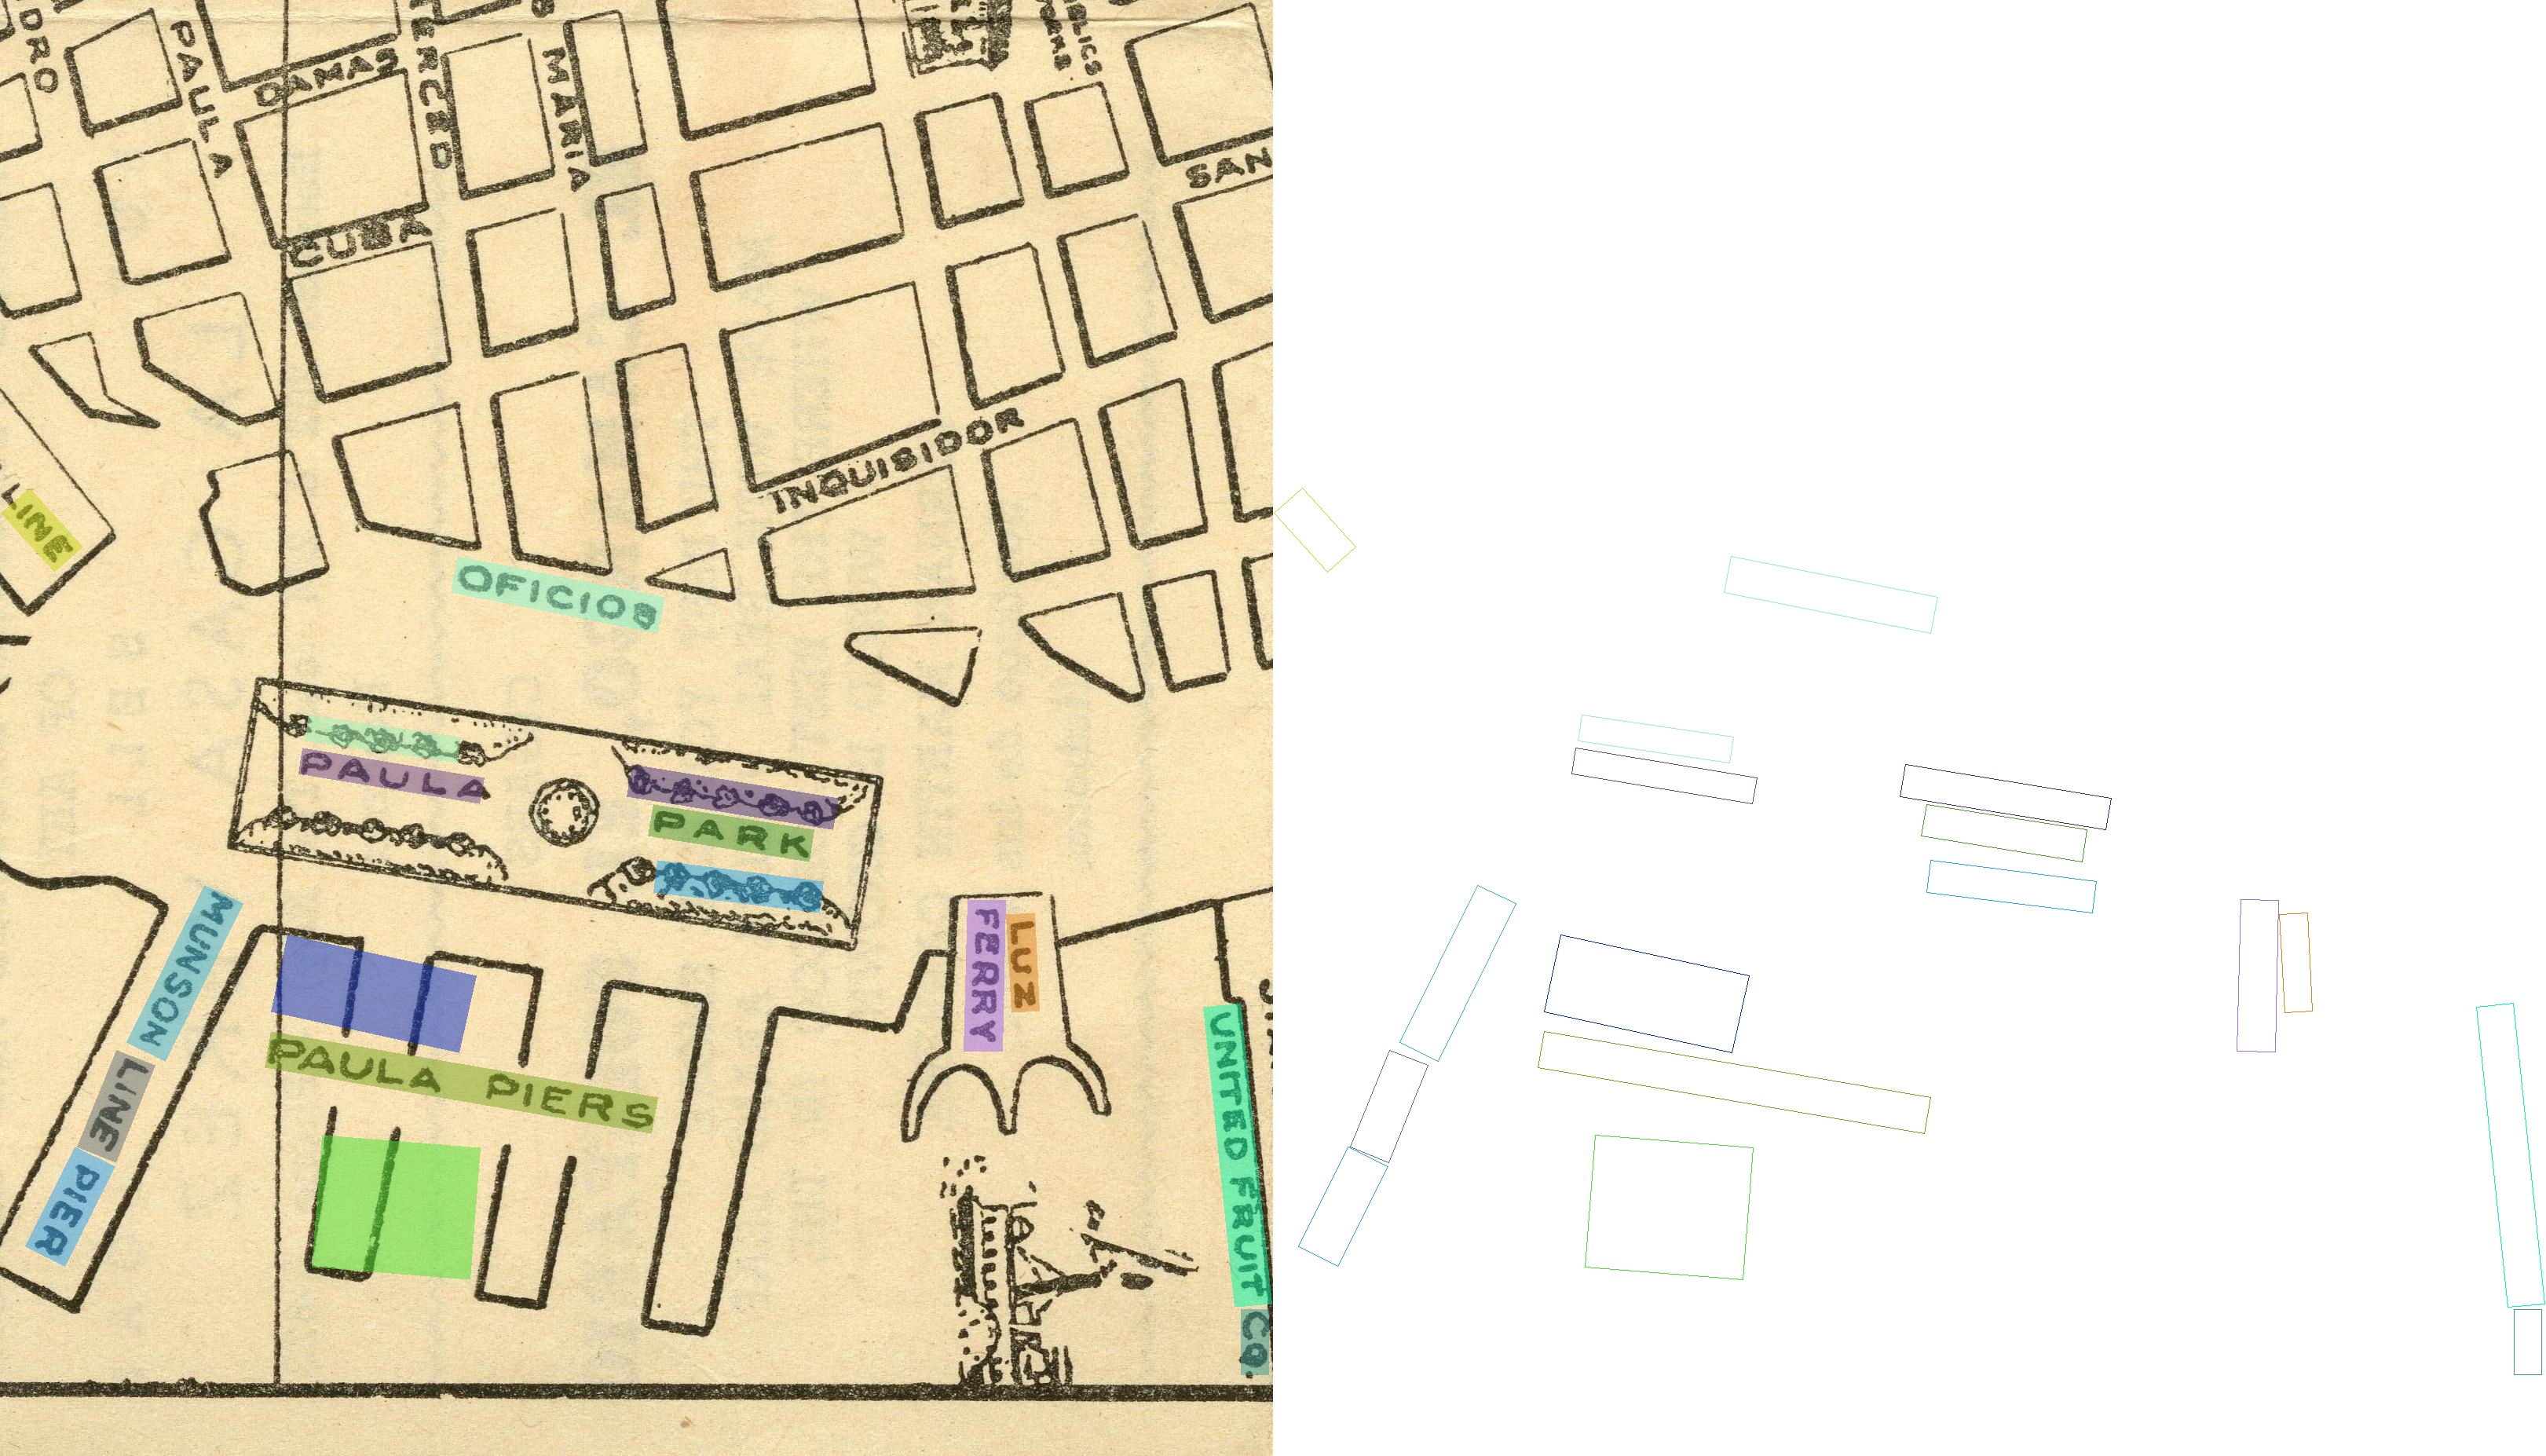 PAULA
DAMAS
MERCED
MARIA
SAN
CUBA
INQUISIDOR
LINE
OFICIOS
PAULA
PARK
MUNSON LINE PIER
PAULA PIERS
LUZ
FERRY
UNITED FRUIT CO.